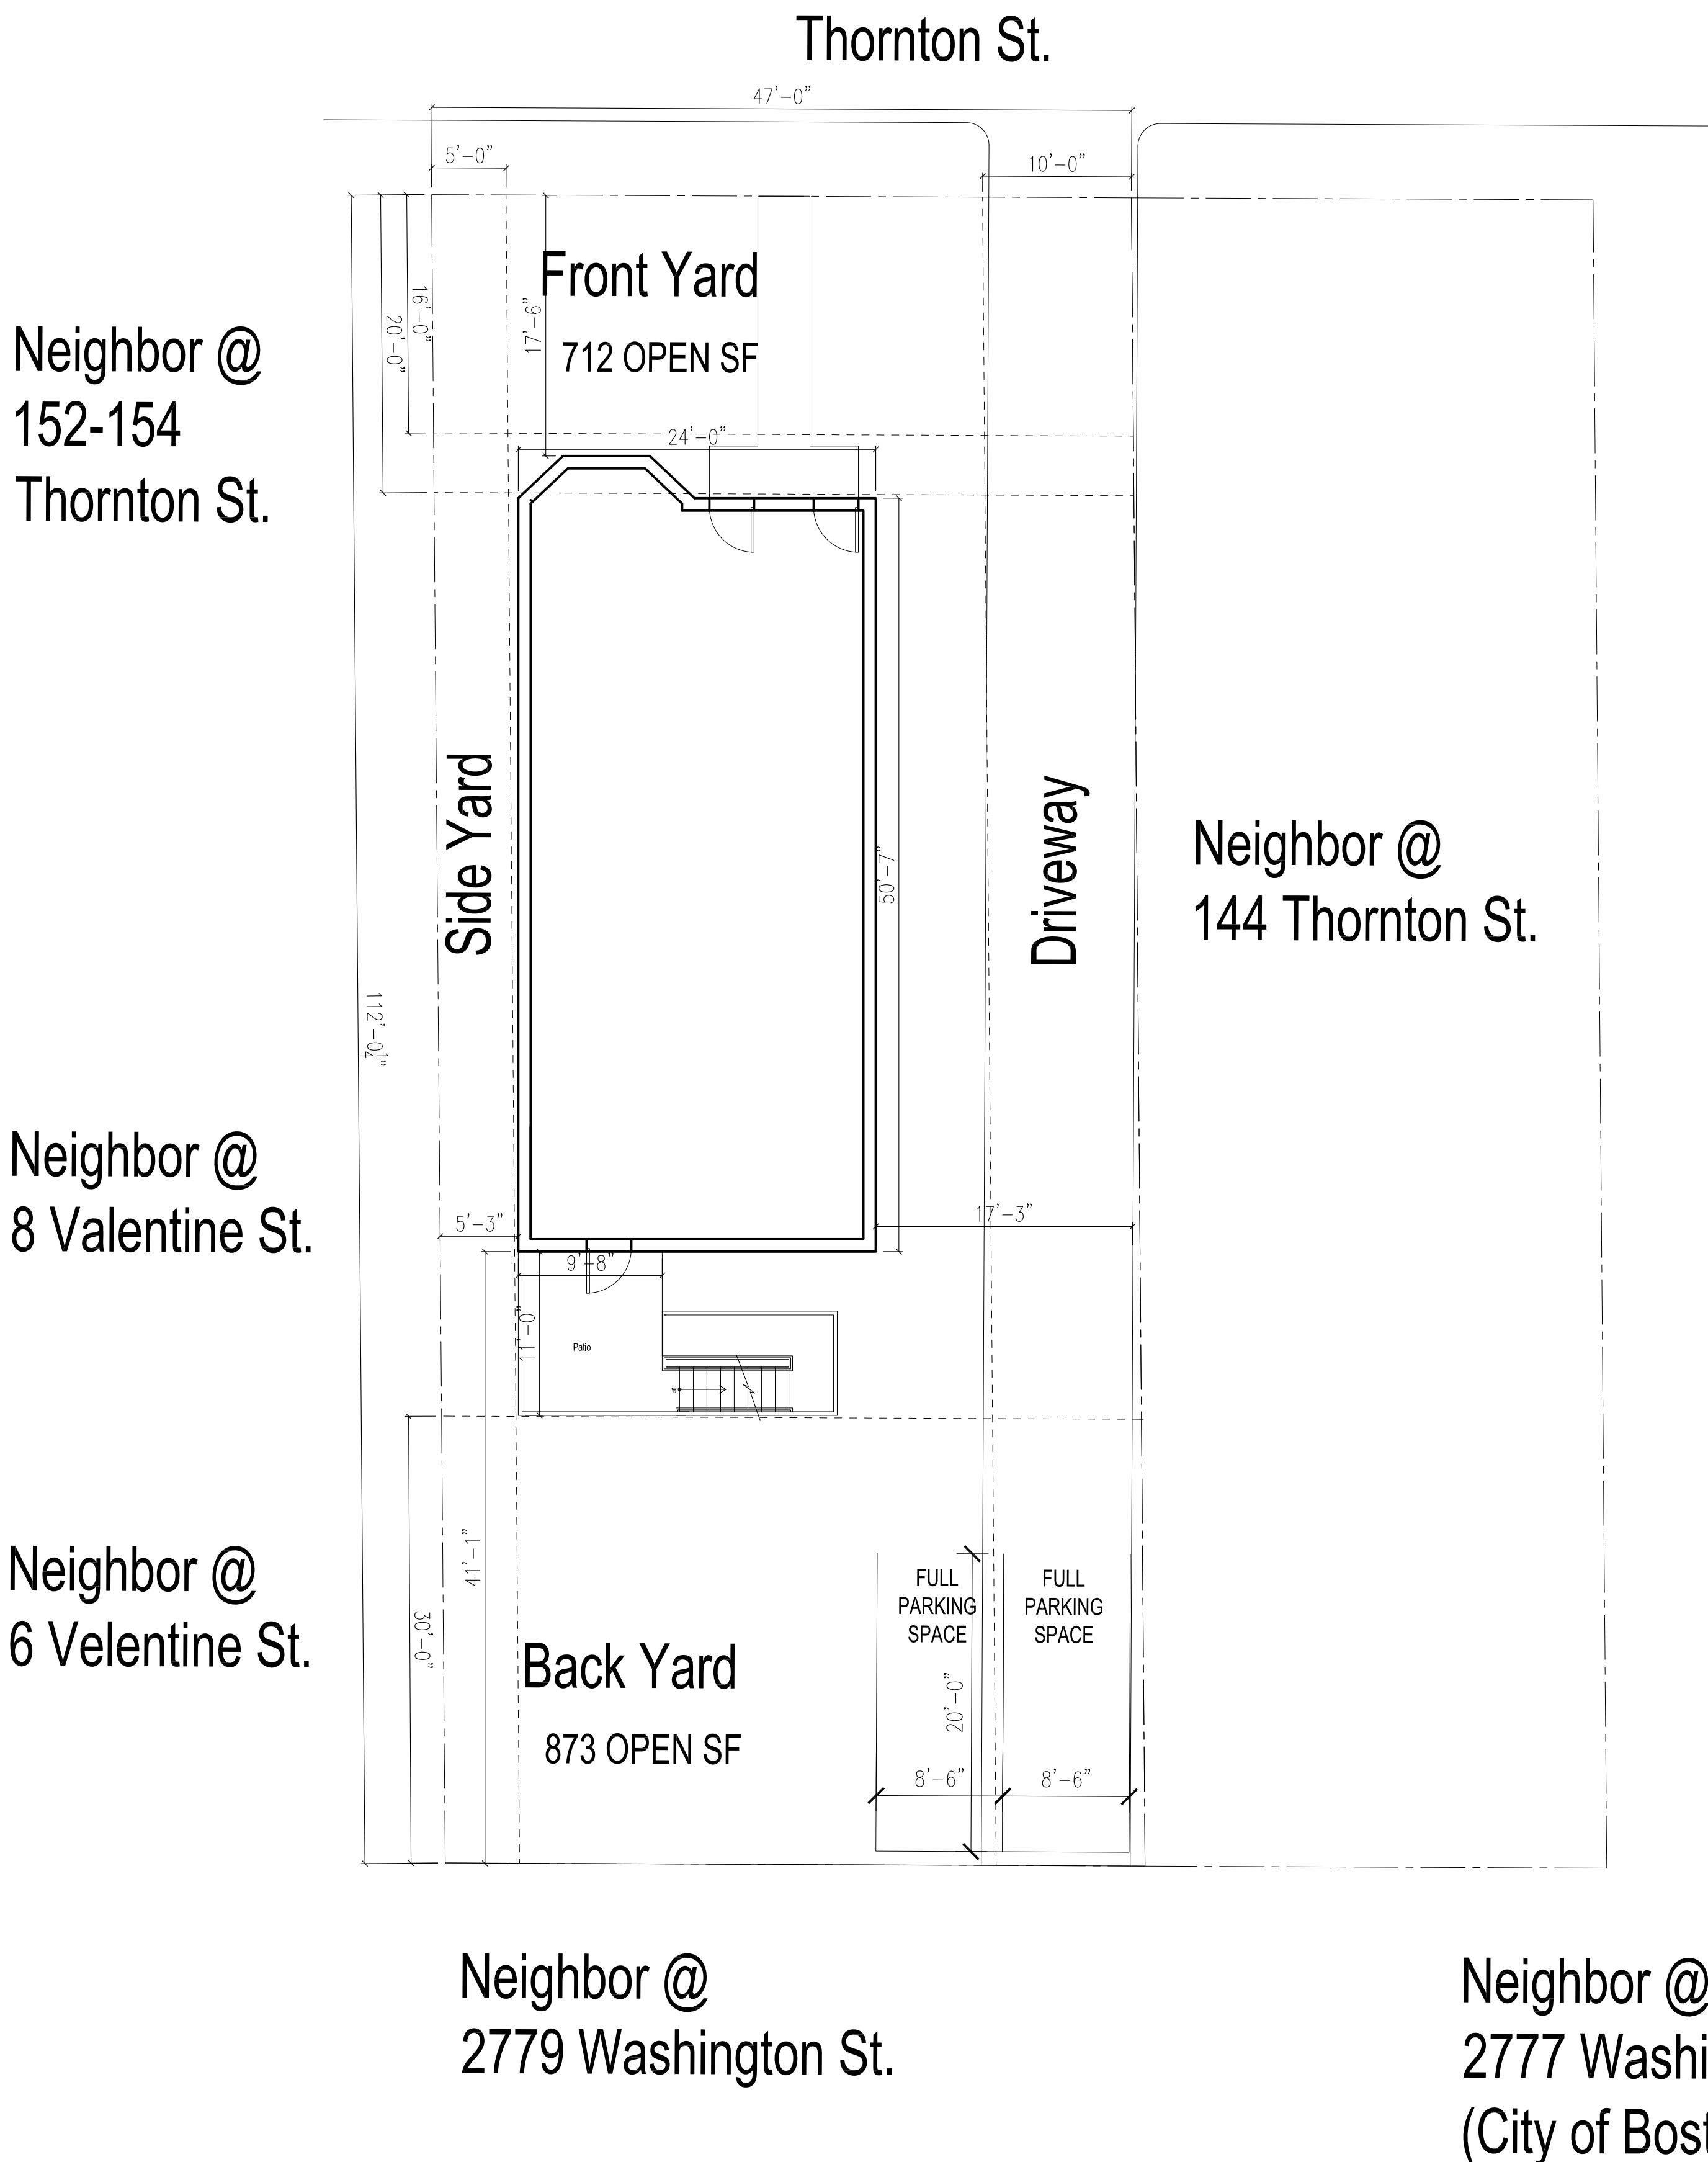 Thornton St.
47'-0"
5'-0"
10'-0"
Front Yard
712 OPEN SF
16'-0"
20'-0"
17'-6"
24'-0"
Neighbor @
152-154
Thornton St.
Side Yard
50'-7"
Driveway
Neighbor @
144 Thornton St.
112'-0¼"
Neighbor @
8 Valentine St.
5'-3"
17'-3"
9'-8"
11'-0"
Patio
41'-1"
30'-0"
Neighbor @
6 Velentine St.
FULL
PARKING
SPACE
FULL
PARKING
SPACE
Back Yard
873 OPEN SF
20'-0"
8'-6"
8'-6"
Neighbor @
2779 Washington St.
Neighbor @
2777 Washi
(City of Bost